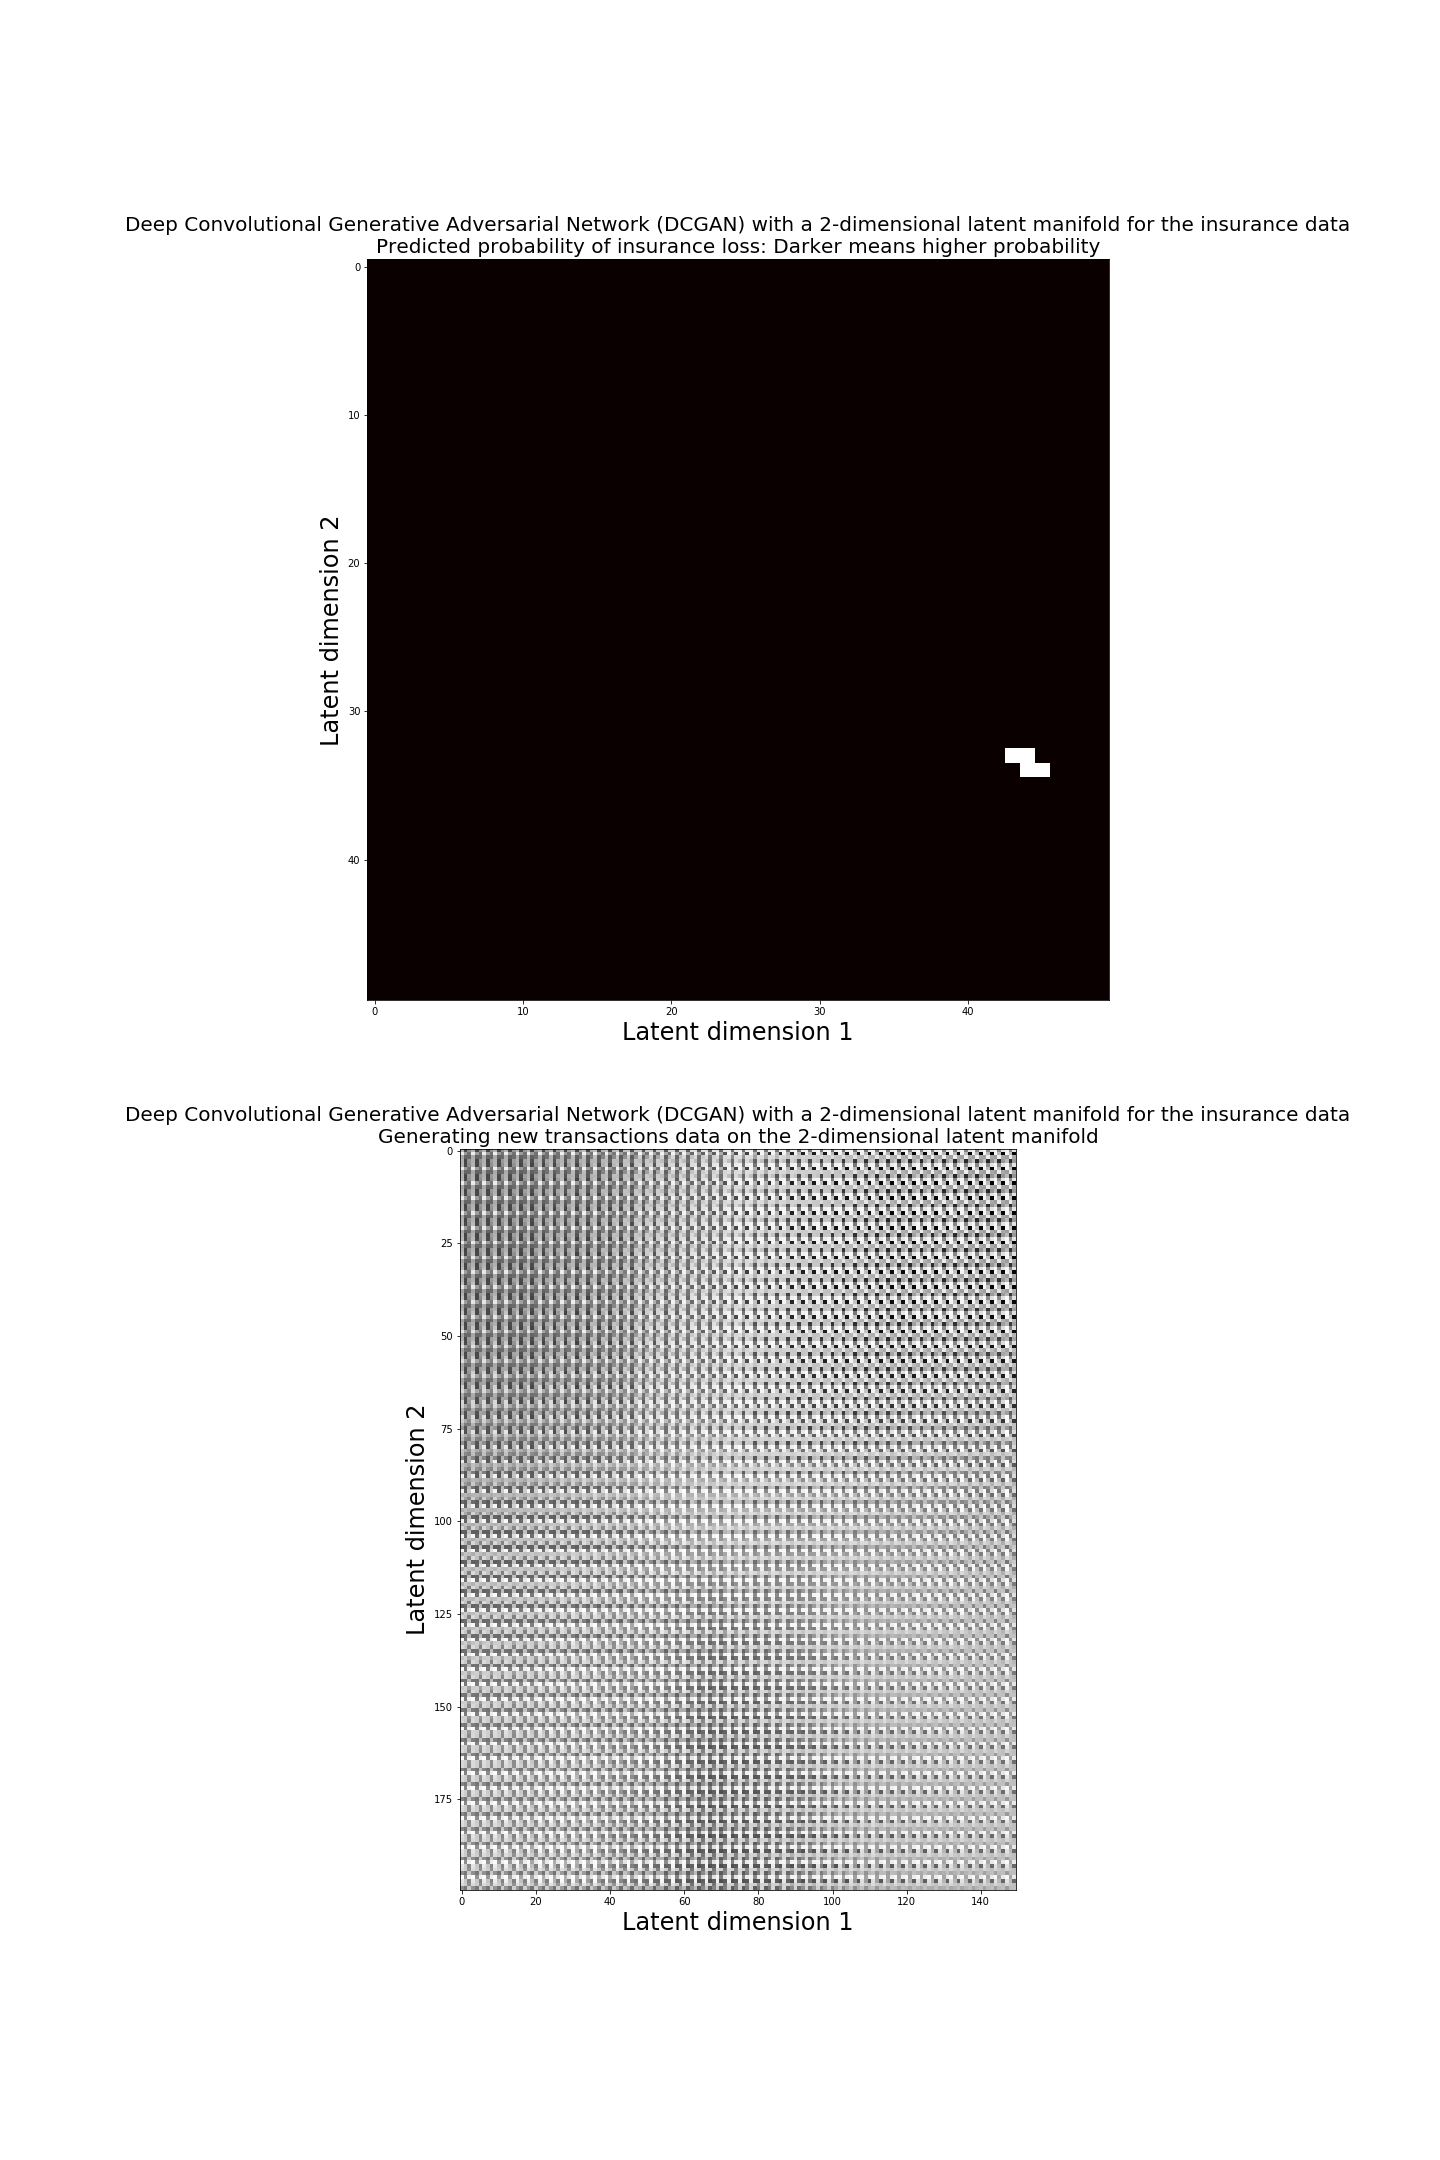 Deep Convolutional Generative Adversarial Network (DCGAN) with a 2-dimensional latent manifold for the insurance data
Predicted probability of insurance loss: Darker means higher probability
0
10
20
30
40
Latent dimension 2
0 10 20 30 40
Latent dimension 1
Deep Convolutional Generative Adversarial Network (DCGAN) with a 2-dimensional latent manifold for the insurance data
Generating new transactions data on the 2-dimensional latent manifold
0
25
50
75
100
125
150
175
Latent dimension 2
0 20 40 60 80 100 120 140
Latent dimension 1